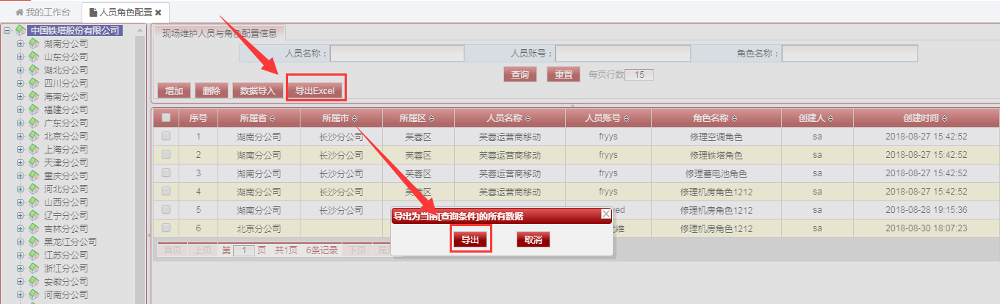 我的工作台 人员角色配置
中国铁塔股份有限公司
湖南分公司
山东分公司
湖北分公司
四川分公司
海南分公司
福建分公司
广东分公司
北京分公司
上海分公司
天津分公司
重庆分公司
河北分公司
山西分公司
辽宁分公司
吉林分公司
黑龙江分公司
江苏分公司
浙江分公司
安徽分公司
河南分公司
现场维护人员与角色配置信息
人员名称： 人员账号： 角色名称：
查询 重置 每页行数 15
增加 删除 数据导入 导出Excel
序号 所属省 所属市 所属区 人员名称 人员账号 角色名称 创建人 创建时间
1 湖南分公司 长沙分公司 芙蓉区 芙蓉运营商移动 fryys 修理空调角色 sa 2018-08-27 15:42:52
2 湖南分公司 长沙分公司 芙蓉区 芙蓉运营商移动 fryys 修理铁塔角色 sa 2018-08-27 15:42:52
3 湖南分公司 长沙分公司 芙蓉区 芙蓉运营商移动 fryys 修理蓄电池角色 sa 2018-08-27 15:42:52
4 湖南分公司 长沙分公司 芙蓉区 芙蓉运营商移动 fryys 修理机房角色1212 sa 2018-08-27 15:42:52
5 湖南分公司 长沙分公司 修理机房角色1212 sa 2018-08-28 19:15:36
6 北京分公司 修理机房角色1212 sa 2018-08-30 18:07:23
导出为当前[查询条件]的所有数据
导出 取消
首页 上页 第 1 页 共1页 6条记录 下页